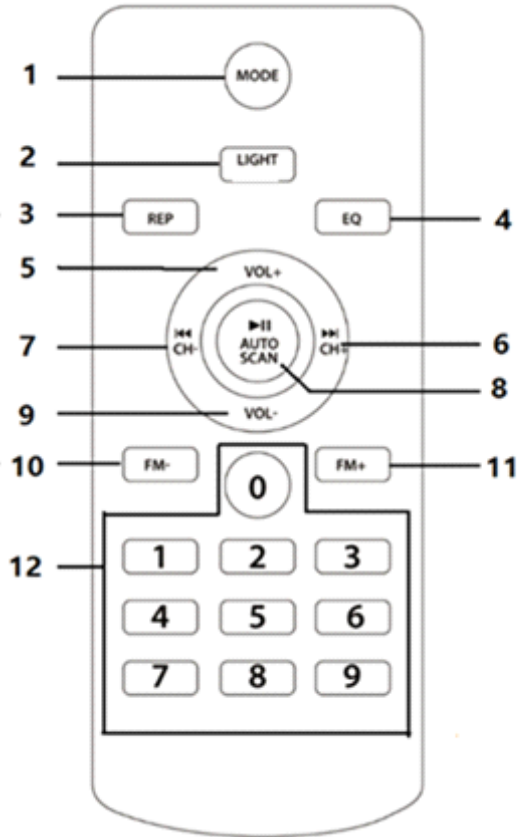 1 MODE
2 LIGHT
3 REP EQ 4
5 VOL+
7 ⏮ CH- ⏯ AUTO SCAN ⏭ CH+ 6
8
9 VOL-
10 FM- FM+ 11
0
12 1 2 3
4 5 6
7 8 9